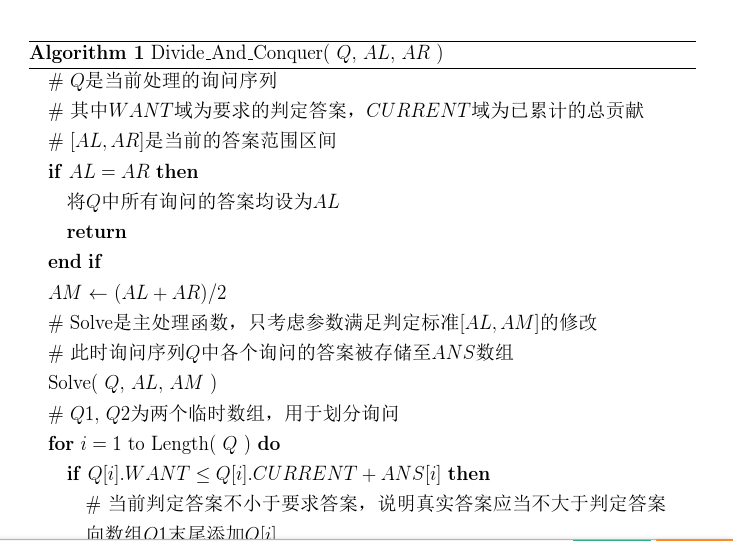 Algorithm 1 Divide_And_Conquer( Q, AL, AR )
# Q是当前处理的询问序列
# 其中WANT域为要求的判定答案，CURRENT域为已累计的总贡献
# [AL, AR]是当前的答案范围区间
if AL = AR then
将Q中所有询问的答案均设为AL
return
end if
AM ← (AL + AR)/2
# Solve是主处理函数，只考虑参数满足判定标准[AL, AM]的修改
# 此时询问序列Q中各个询问的答案被存储至ANS数组
Solve( Q, AL, AM )
# Q1, Q2为两个临时数组，用于划分询问
for i = 1 to Length( Q ) do
if Q[i].WANT ≤ Q[i].CURRENT + ANS[i] then
# 当前判定答案不小于要求答案，说明真实答案应当不大于判定答案
向数组Q1末尾添加Q[i]